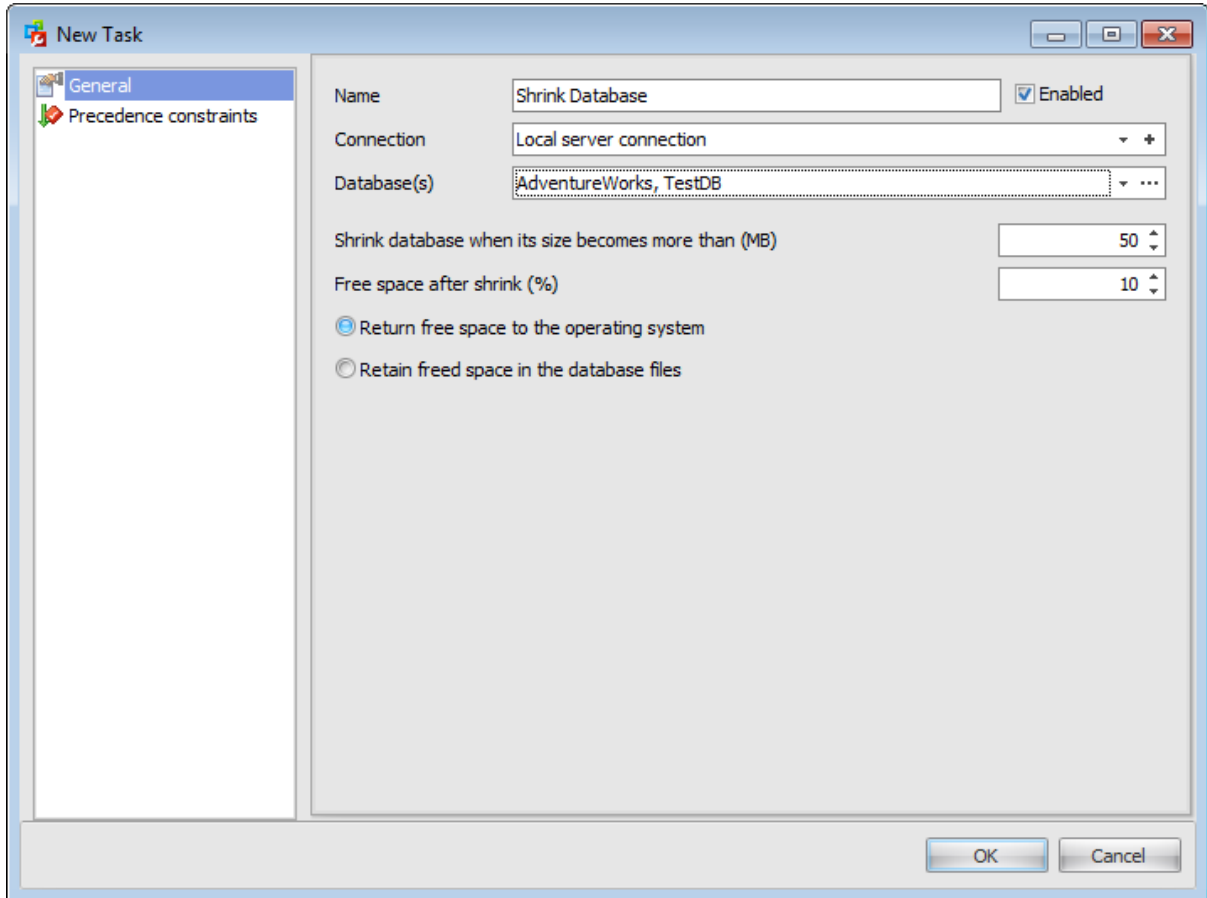 New Task
General
Precedence constraints
Name Shrink Database Enabled
Connection Local server connection
Database(s) AdventureWorks, TestDB
Shrink database when its size becomes more than (MB) 50
Free space after shrink (%) 10
Return free space to the operating system
Retain freed space in the database files
OK Cancel